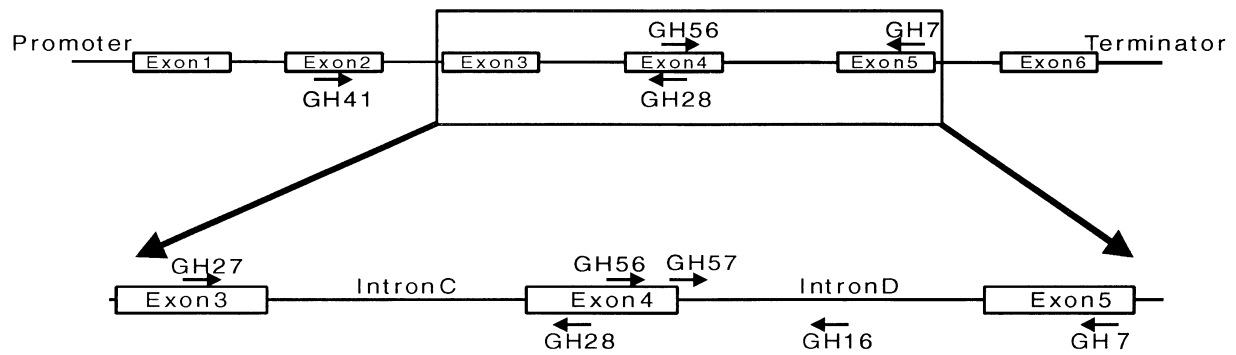 GH56 GH7
Promoter Terminator
Exon1 Exon2 Exon3 Exon4 Exon5 Exon6
GH41 GH28
GH27 GH56 GH57
IntronC IntronD
Exon3 Exon4 Exon5
GH28 GH16 GH7